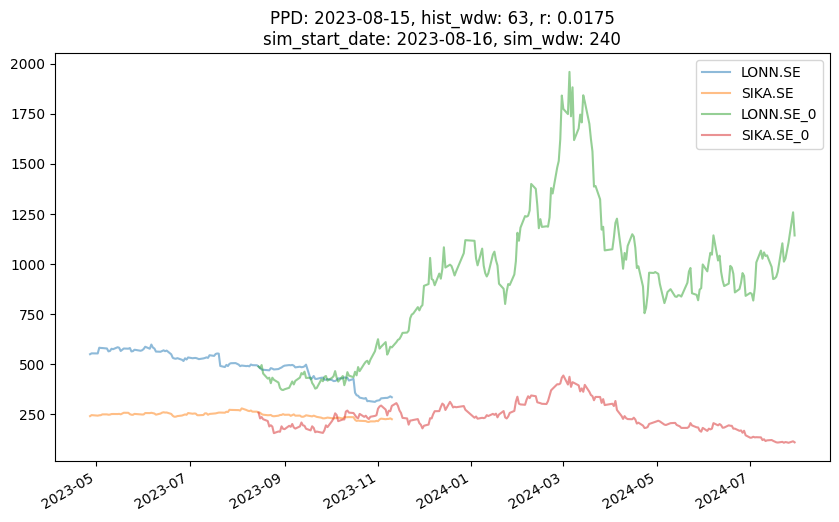 PPD: 2023-08-15, hist_wdw: 63, r: 0.0175
sim_start_date: 2023-08-16, sim_wdw: 240
2000
1750
1500
1250
1000
750
500
250
LONN.SE
SIKA.SE
LONN.SE_0
SIKA.SE_0
2023-05
2023-07
2023-09
2023-11
2024-01
2024-03
2024-05
2024-07